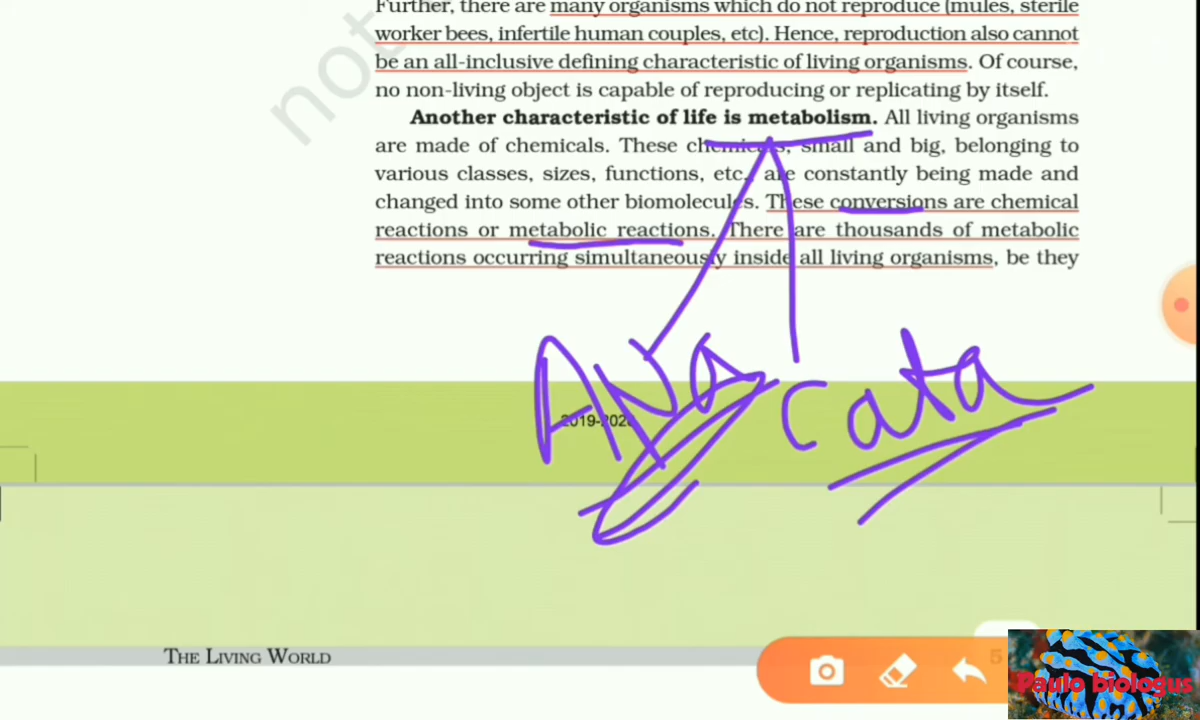 Further, there are many organisms which do not reproduce (mules, sterile
worker bees, infertile human couples, etc). Hence, reproduction also cannot
be an all-inclusive defining characteristic of living organisms. Of course,
no non-living object is capable of reproducing or replicating by itself.
Another characteristic of life is metabolism. All living organisms
are made of chemicals. These chemicals, small and big, belonging to
various classes, sizes, functions, etc., are constantly being made and
changed into some other biomolecules. These conversions are chemical
reactions or metabolic reactions. There are thousands of metabolic
reactions occurring simultaneously inside all living organisms, be they
not
ANa cata
2019-2020
THE LIVING WORLD
5
Paulo biologus